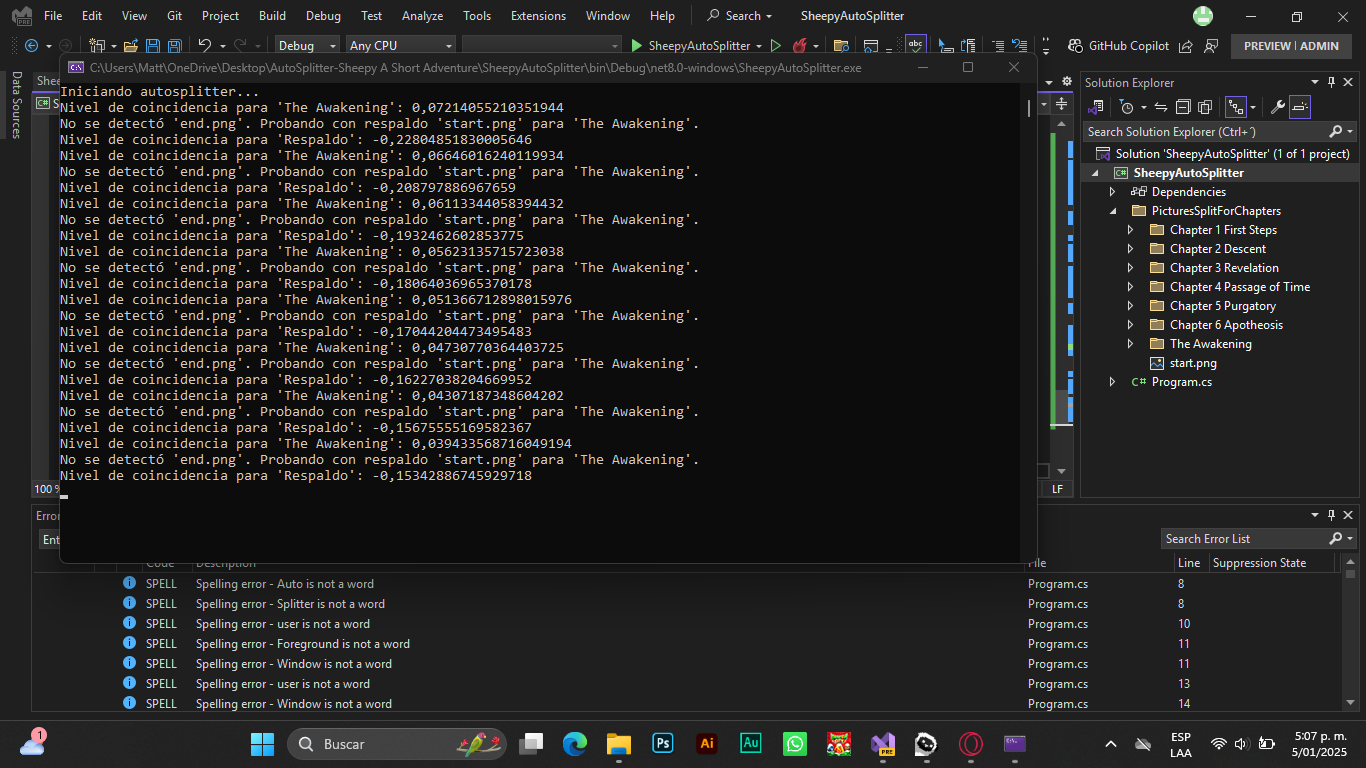 File Edit View Git Project Build Debug Test Analyze Tools Extensions Window Help Search SheepyAutoSplitter
Debug Any CPU SheepyAutoSplitter GitHub Copilot PREVIEW | ADMIN
C:\Users\Matt\OneDrive\Desktop\AutoSplitter-Sheepy A Short Adventure\SheepyAutoSplitter\bin\Debug\net8.0-windows\SheepyAutoSplitter.exe
Data Sources
Iniciando autosplitter...
Nivel de coincidencia para 'The Awakening': 0,07214055210351944
No se detectó 'end.png'. Probando con respaldo 'start.png' para 'The Awakening'.
Nivel de coincidencia para 'Respaldo': -0,22804851830005646
Nivel de coincidencia para 'The Awakening': 0,06646016240119934
No se detectó 'end.png'. Probando con respaldo 'start.png' para 'The Awakening'.
Nivel de coincidencia para 'Respaldo': -0,208797886967659
Nivel de coincidencia para 'The Awakening': 0,06113344058394432
No se detectó 'end.png'. Probando con respaldo 'start.png' para 'The Awakening'.
Nivel de coincidencia para 'Respaldo': -0,1932462602853775
Nivel de coincidencia para 'The Awakening': 0,05623135715723038
No se detectó 'end.png'. Probando con respaldo 'start.png' para 'The Awakening'.
Nivel de coincidencia para 'Respaldo': -0,18064036965370178
Nivel de coincidencia para 'The Awakening': 0,051366712898015976
No se detectó 'end.png'. Probando con respaldo 'start.png' para 'The Awakening'.
Nivel de coincidencia para 'Respaldo': -0,17044204473495483
Nivel de coincidencia para 'The Awakening': 0,04730770364403725
No se detectó 'end.png'. Probando con respaldo 'start.png' para 'The Awakening'.
Nivel de coincidencia para 'Respaldo': -0,16227038204669952
Nivel de coincidencia para 'The Awakening': 0,04307187348604202
No se detectó 'end.png'. Probando con respaldo 'start.png' para 'The Awakening'.
Nivel de coincidencia para 'Respaldo': -0,15675555169582367
Nivel de coincidencia para 'The Awakening': 0,039433568716049194
No se detectó 'end.png'. Probando con respaldo 'start.png' para 'The Awakening'.
Nivel de coincidencia para 'Respaldo': -0,15342886745929718
100 %
LF
Solution Explorer
Search Solution Explorer (Ctrl+´)
Solution 'SheepyAutoSplitter' (1 of 1 project)
SheepyAutoSplitter
Dependencies
PicturesSplitForChapters
Chapter 1 First Steps
Chapter 2 Descent
Chapter 3 Revelation
Chapter 4 Passage of Time
Chapter 5 Purgatory
Chapter 6 Apotheosis
The Awakening
start.png
C# Program.cs
Search Error List
Code Description File Line Suppression State
SPELL Spelling error - Auto is not a word Program.cs 8
SPELL Spelling error - Splitter is not a word Program.cs 8
SPELL Spelling error - user is not a word Program.cs 10
SPELL Spelling error - Foreground is not a word Program.cs 11
SPELL Spelling error - Window is not a word Program.cs 11
SPELL Spelling error - user is not a word Program.cs 13
SPELL Spelling error - Window is not a word Program.cs 14
1
Buscar
Ps Ai Au PRE
ESP
LAA
5:07 p. m.
5/01/2025